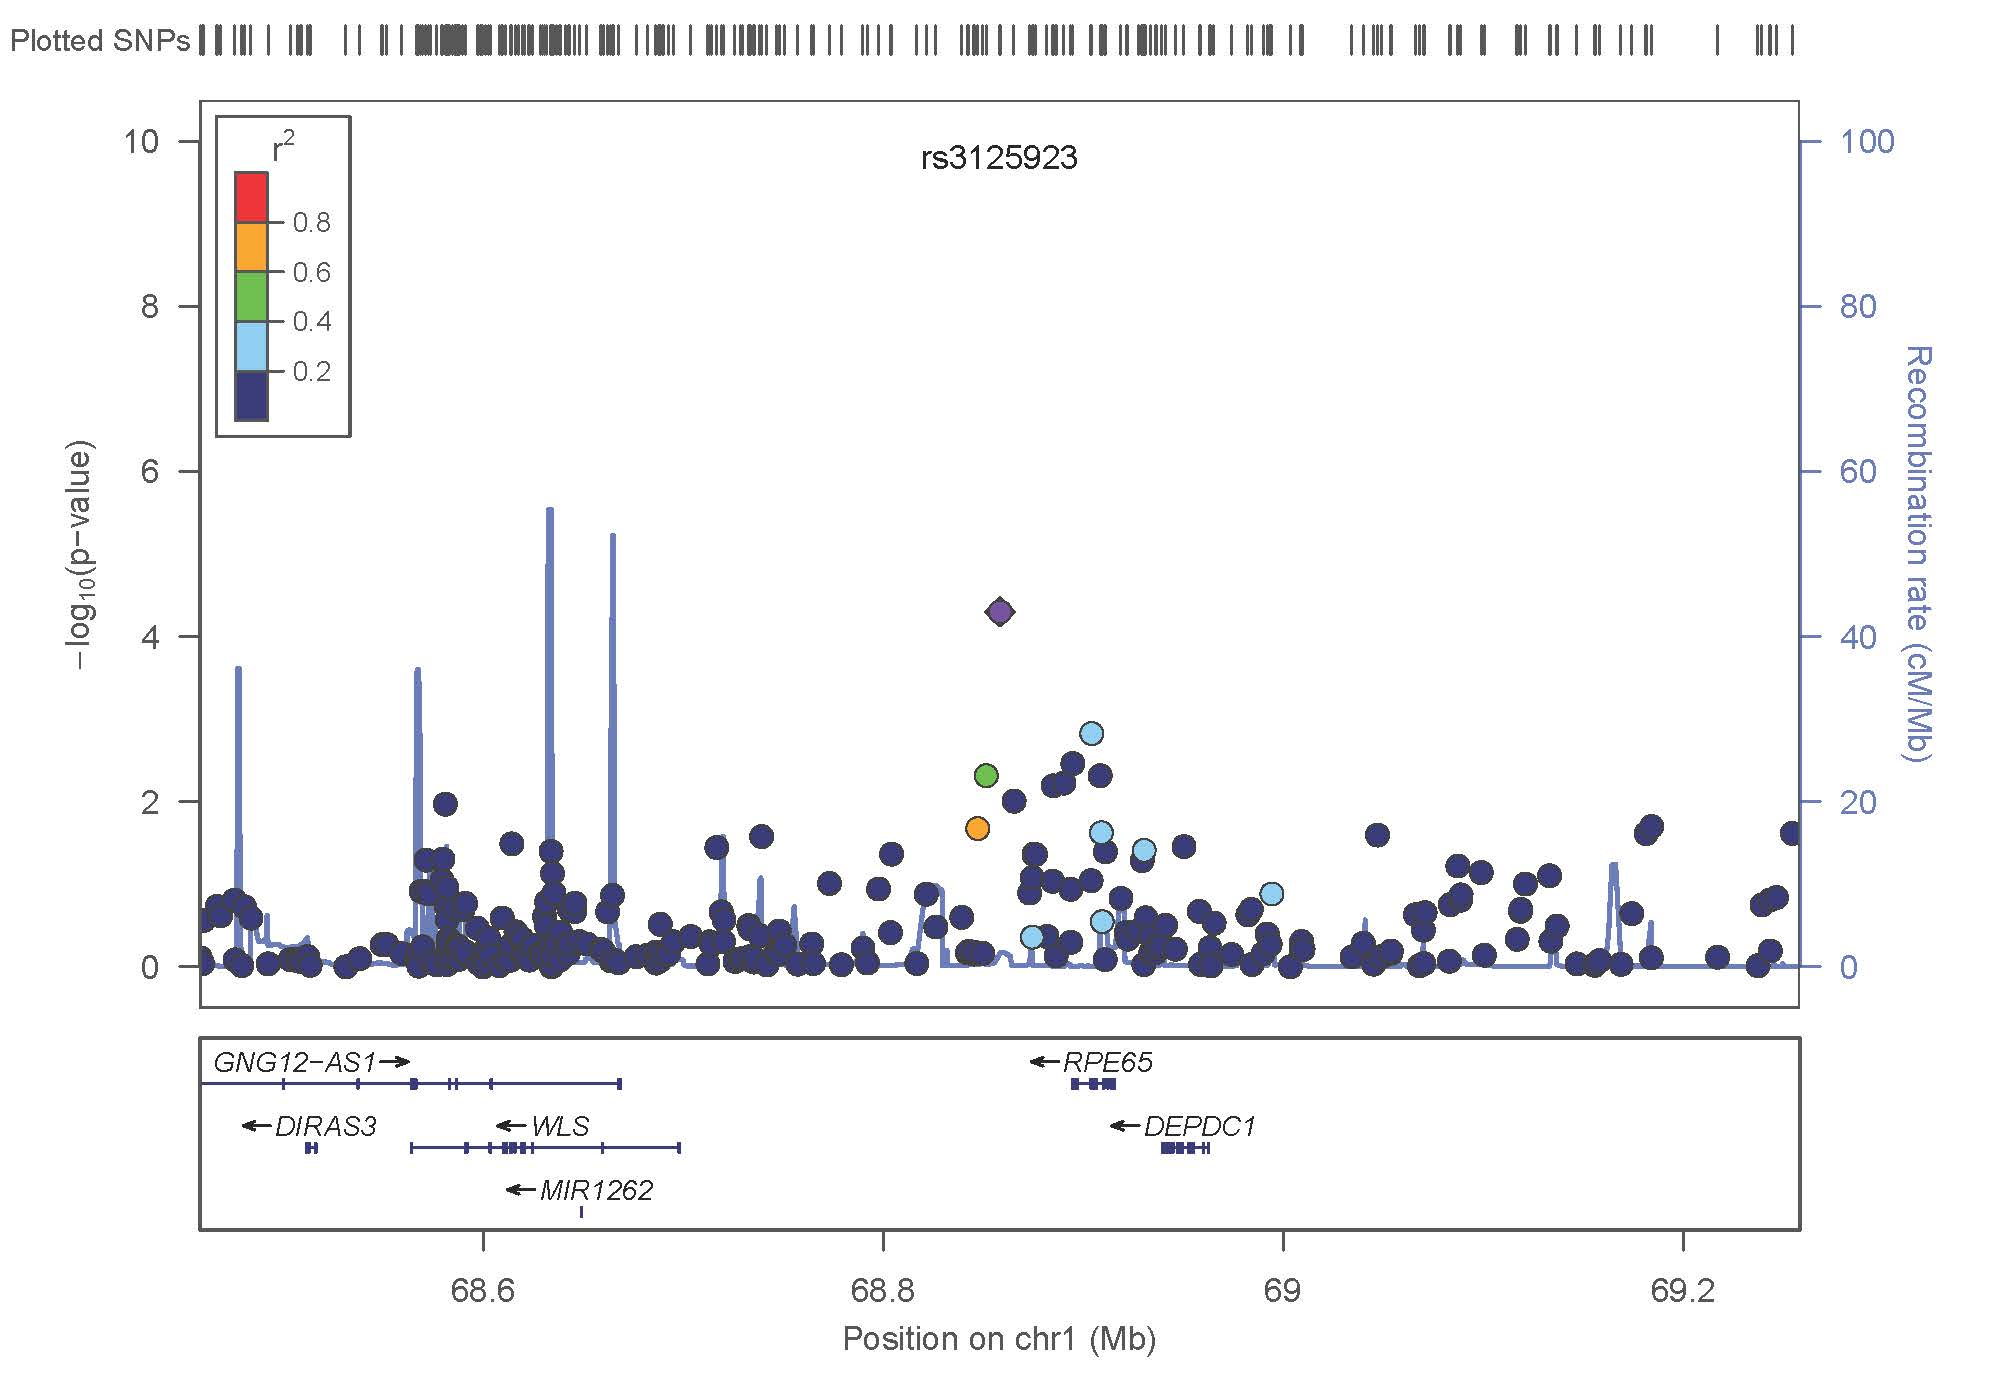 Plotted SNPs
rs3125923
r2
0.8
0.6
0.4
0.2
10
8
6
4
2
0
−log10(p−value)
100
80
60
40
20
0
Recombination rate (cM/Mb)
GNG12−AS1→
←RPE65
←DIRAS3
←WLS
←DEPDC1
←MIR1262
68.6
68.8
69
69.2
Position on chr1 (Mb)